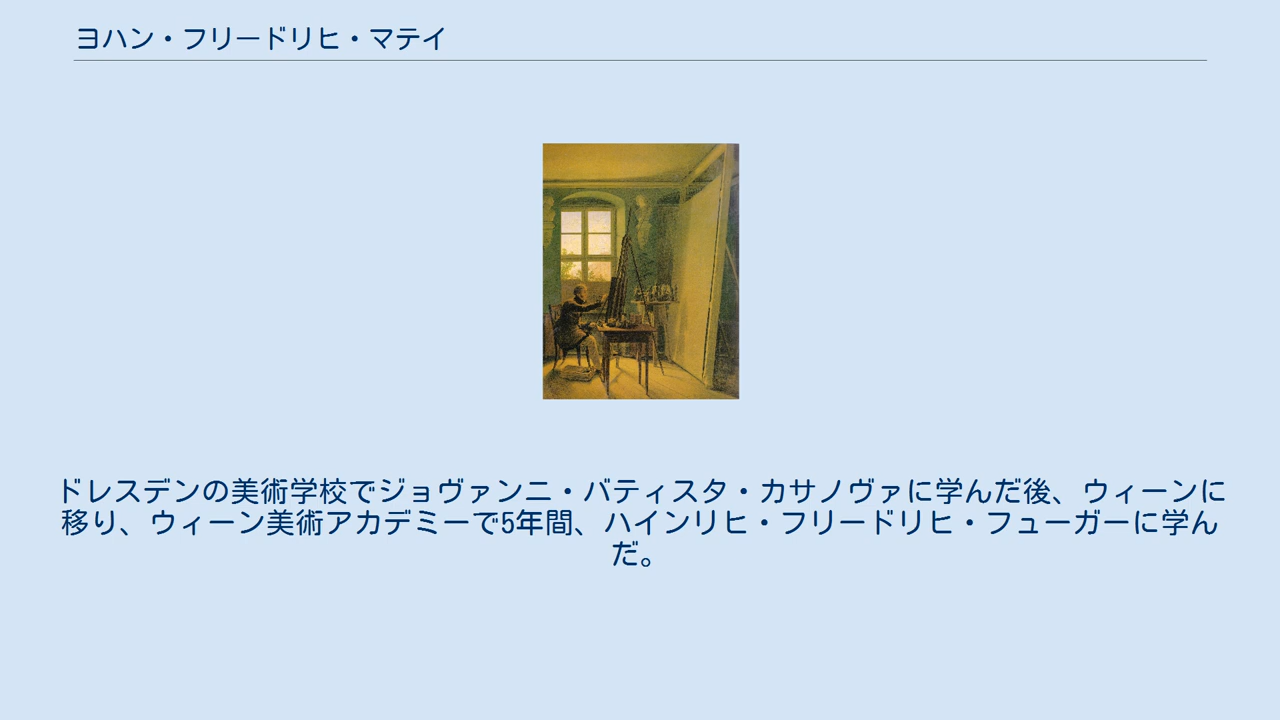 ヨハン・フリードリヒ・マテイ
ドレスデンの美術学校でジョヴァンニ・バティスタ・カサノヴァに学んだ後、ウィーンに
移り、ウィーン美術アカデミーで5年間、ハインリヒ・フリードリヒ・フューガーに学ん
だ。